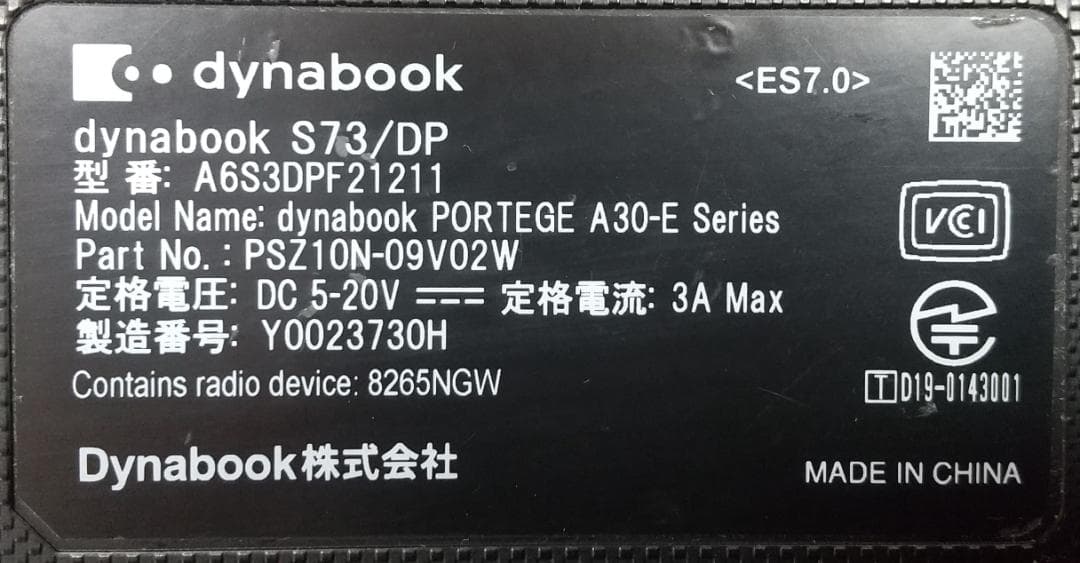 dynabook
<ES7.0>
dynabook S73/DP
型 番: A6S3DPF21211
Model Name: dynabook PORTEGE A30-E Series
Part No. : PSZ10N-09V02W
定格電圧: DC 5-20V 定格電流: 3A Max
製造番号: Y0023730H
Contains radio device: 8265NGW
VCCI
T D19-0143001
Dynabook株式会社
MADE IN CHINA